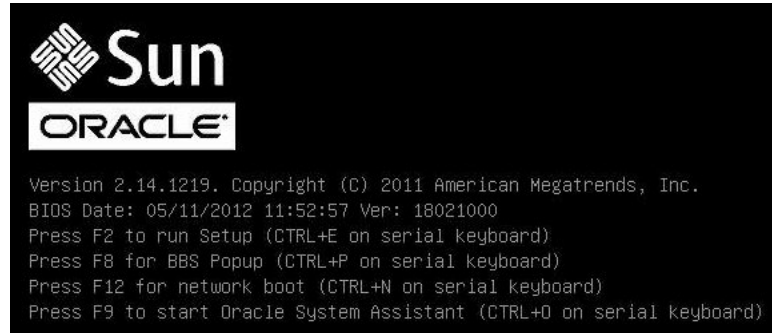 Sun
ORACLE
Version 2.14.1219. Copyright (C) 2011 American Megatrends, Inc.
BIOS Date: 05/11/2012 11:52:57 Ver: 18021000
Press F2 to run Setup (CTRL+E on serial keyboard)
Press F8 for BBS Popup (CTRL+P on serial keyboard)
Press F12 for network boot (CTRL+N on serial keyboard)
Press F9 to start Oracle System Assistant (CTRL+O on serial keyboard)